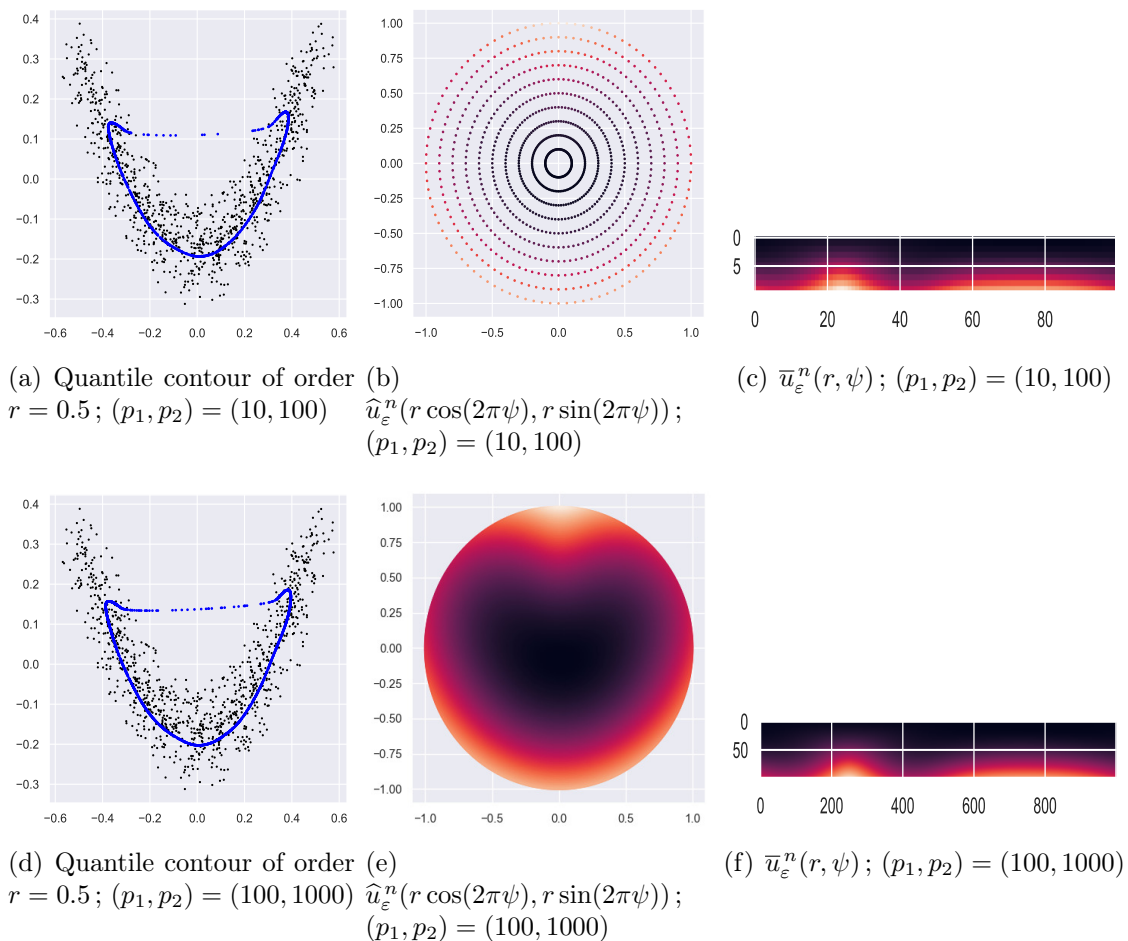 0.4
0.3
0.2
0.1
0.0
−0.1
−0.2
−0.3
−0.6 −0.4 −0.2 0.0 0.2 0.4 0.6
1.00
0.75
0.50
0.25
0.00
−0.25
−0.50
−0.75
−1.00
−1.0 −0.5 0.0 0.5 1.0
0
5
0 20 40 60 80
(a) Quantile contour of order
r = 0.5 ; (p₁, p₂) = (10, 100)
(b)
û_ε^n(r cos(2πψ), r sin(2πψ)) ;
(p₁, p₂) = (10, 100)
(c) u̅_ε^n(r, ψ) ; (p₁, p₂) = (10, 100)
0.4
0.3
0.2
0.1
0.0
−0.1
−0.2
−0.3
−0.6 −0.4 −0.2 0.0 0.2 0.4 0.6
1.00
0.75
0.50
0.25
0.00
−0.25
−0.50
−0.75
−1.00
−1.0 −0.5 0.0 0.5 1.0
0
50
0 200 400 600 800
(d) Quantile contour of order
r = 0.5 ; (p₁, p₂) = (100, 1000)
(e)
û_ε^n(r cos(2πψ), r sin(2πψ)) ;
(p₁, p₂) = (100, 1000)
(f) u̅_ε^n(r, ψ) ; (p₁, p₂) = (100, 1000)